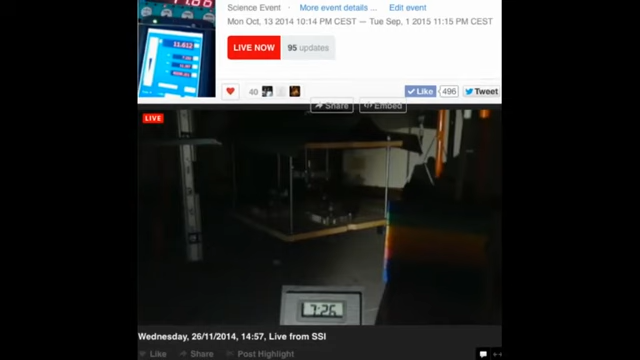 Science Event · More event details ... Edit event
Mon Oct, 13 2014 10:14 PM CEST — Tue Sep, 1 2015 11:15 PM CEST
LIVE NOW 95 updates
11.612
40 Like 496 Tweet
Share Embed
LIVE
7:26
Wednesday, 26/11/2014, 14:57, Live from SSI
Like Share Post Highlight